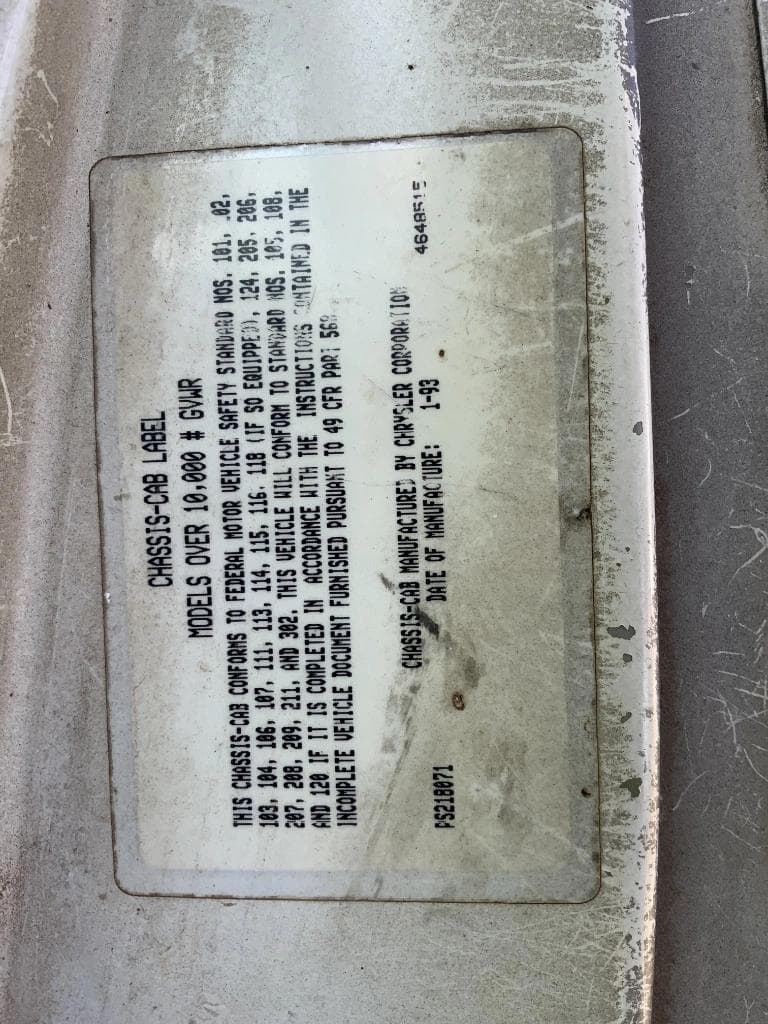 CHASSIS-CAB LABEL
MODELS OVER 10,000 # GVWR
THIS CHASSIS-CAB CONFORMS TO FEDERAL MOTOR VEHICLE SAFETY STANDARD NOS. 101, 102,
103, 104, 106, 107, 111, 113, 114, 115, 116, 118 (IF SO EQUIPPED), 124, 205, 206,
207, 208, 209, 211, AND 302. THIS VEHICLE WILL CONFORM TO STANDARD NOS. 105, 108,
AND 120 IF IT IS COMPLETED IN ACCORDANCE WITH THE INSTRUCTIONS CONTAINED IN THE
INCOMPLETE VEHICLE DOCUMENT FURNISHED PURSUANT TO 49 CFR PART 568
CHASSIS-CAB MANUFACTURED BY CHRYSLER CORPORATION
DATE OF MANUFACTURE: 1-93
PS218071 4648515